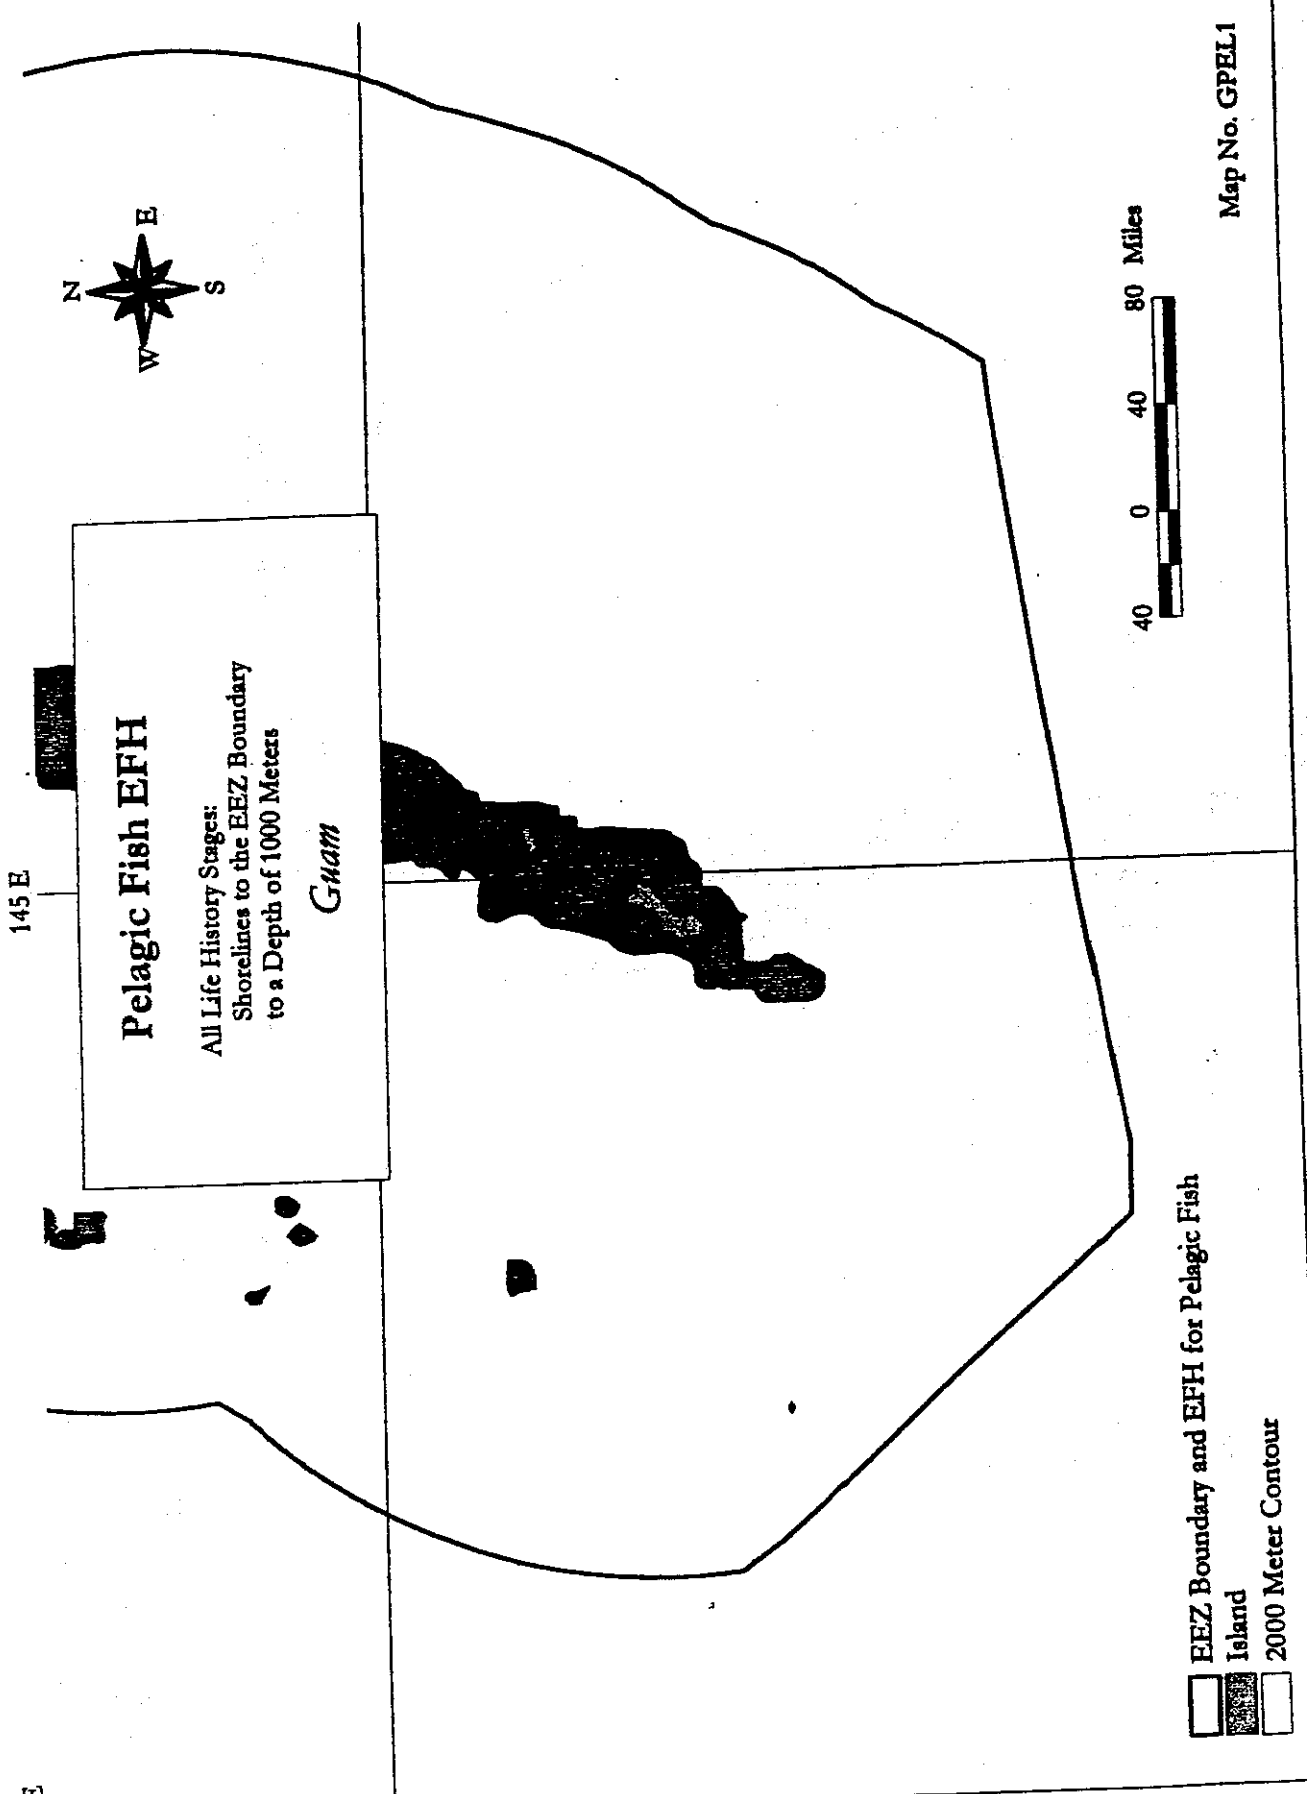 145 E
Pelagic Fish EFH
All Life History Stages:
Shorelines to the EEZ Boundary
to a Depth of 1000 Meters
Guam
N
W
E
S
EEZ Boundary and EFH for Pelagic Fish
Island
2000 Meter Contour
40 0 40 80 Miles
Map No. GPEL1